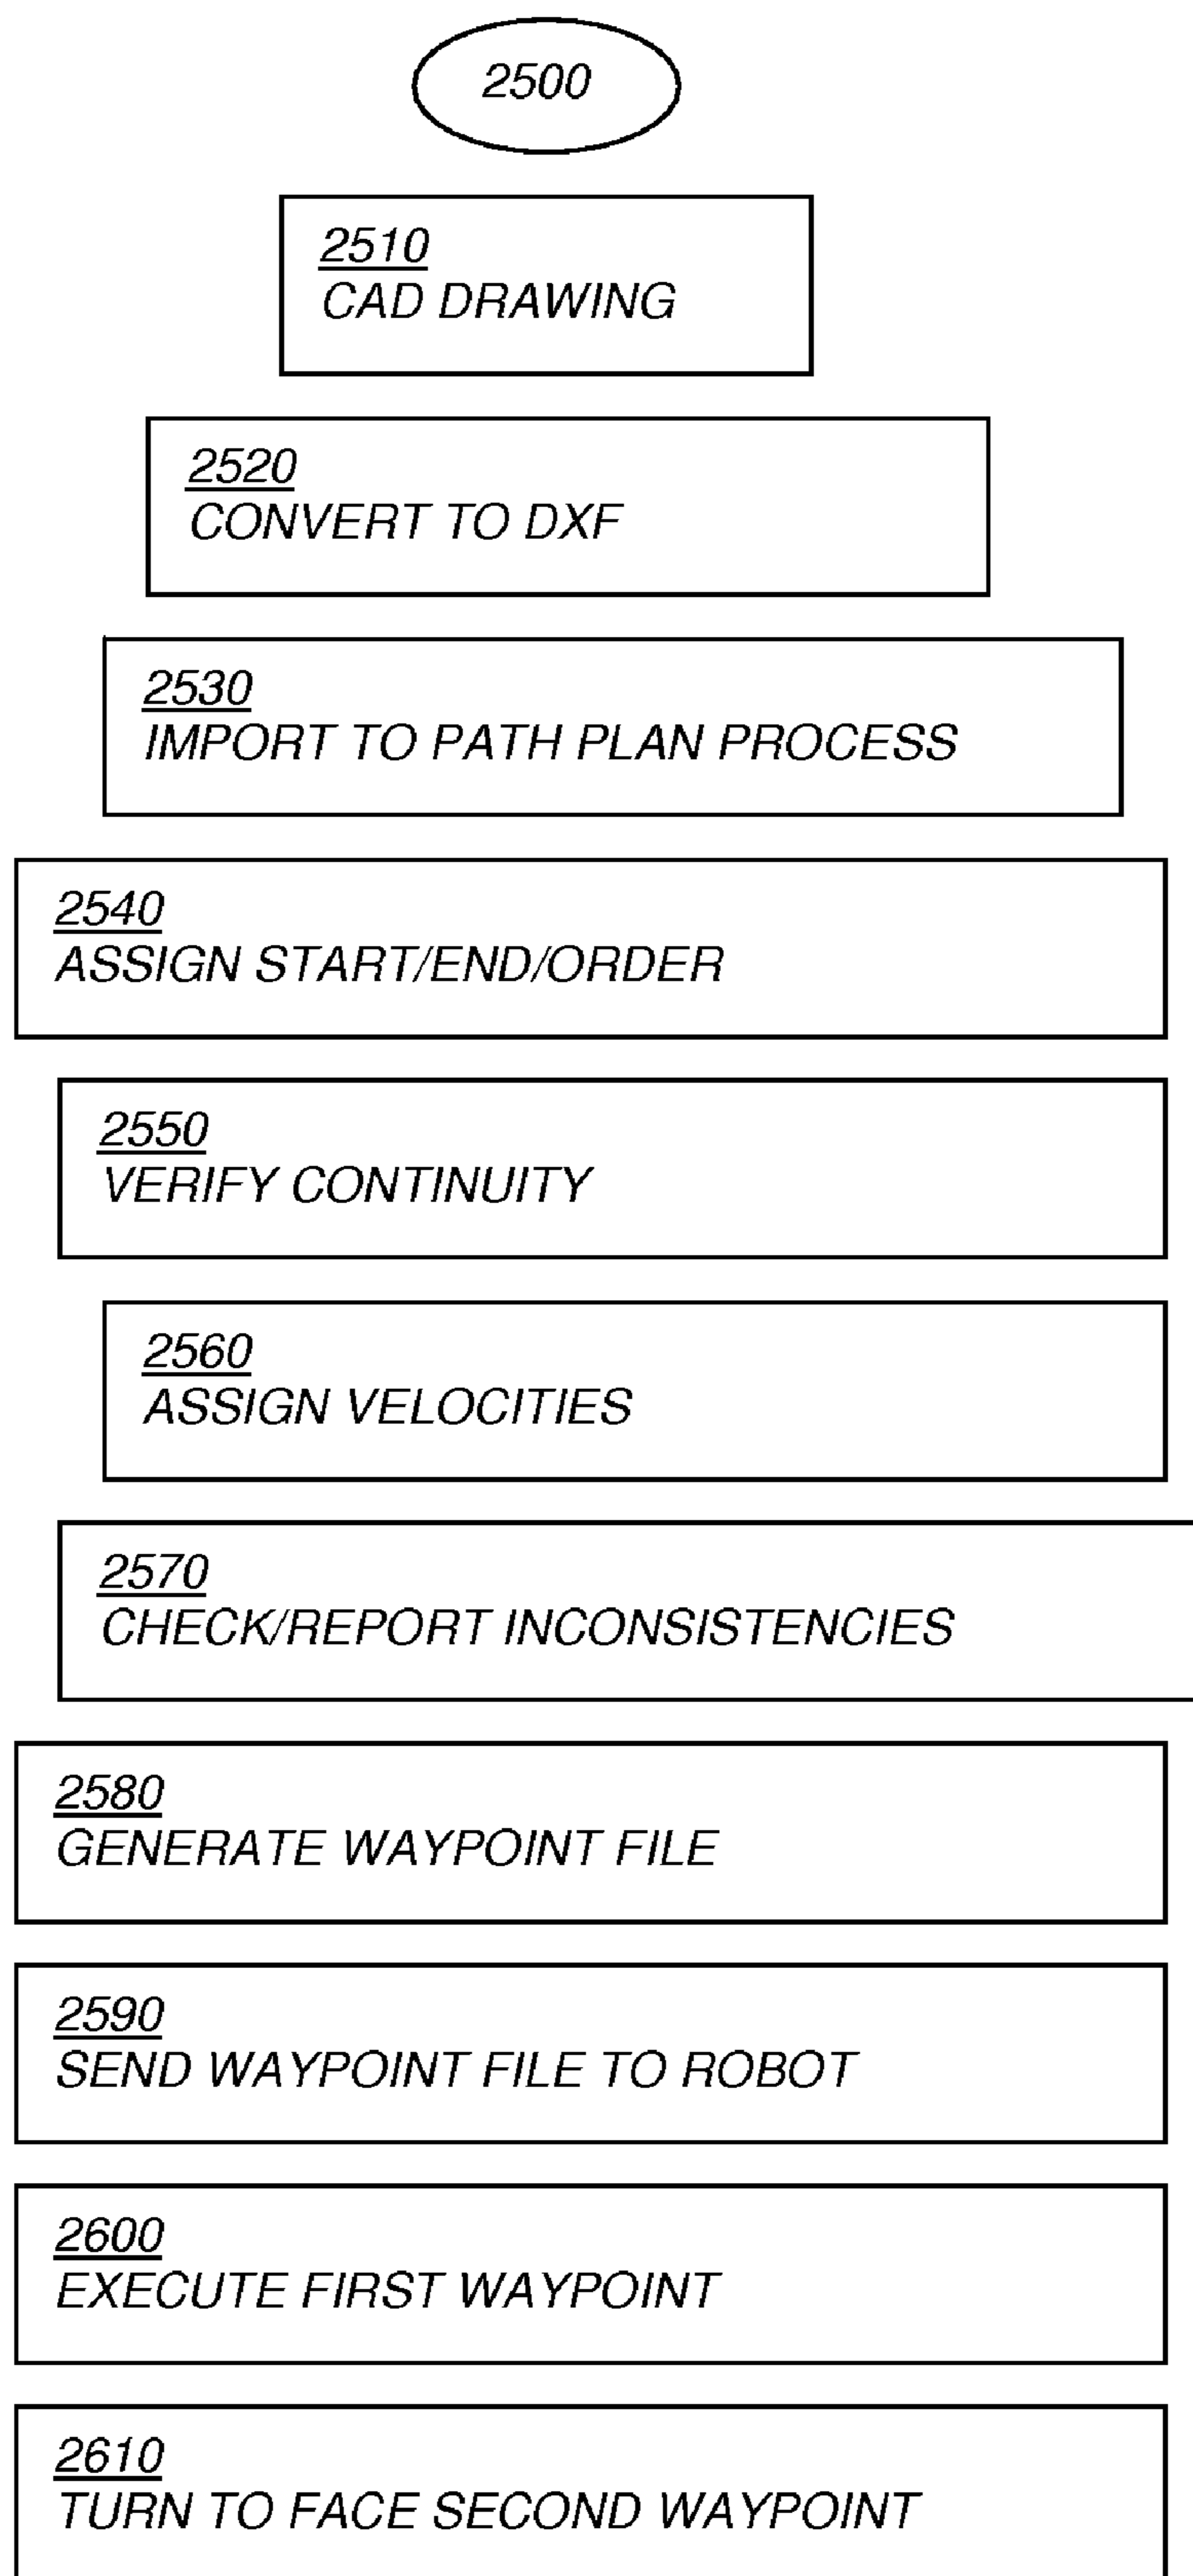 2500
2510
CAD DRAWING
2520
CONVERT TO DXF
2530
IMPORT TO PATH PLAN PROCESS
2540
ASSIGN START/END/ORDER
2550
VERIFY CONTINUITY
2560
ASSIGN VELOCITIES
2570
CHECK/REPORT INCONSISTENCIES
2580
GENERATE WAYPOINT FILE
2590
SEND WAYPOINT FILE TO ROBOT
2600
EXECUTE FIRST WAYPOINT
2610
TURN TO FACE SECOND WAYPOINT